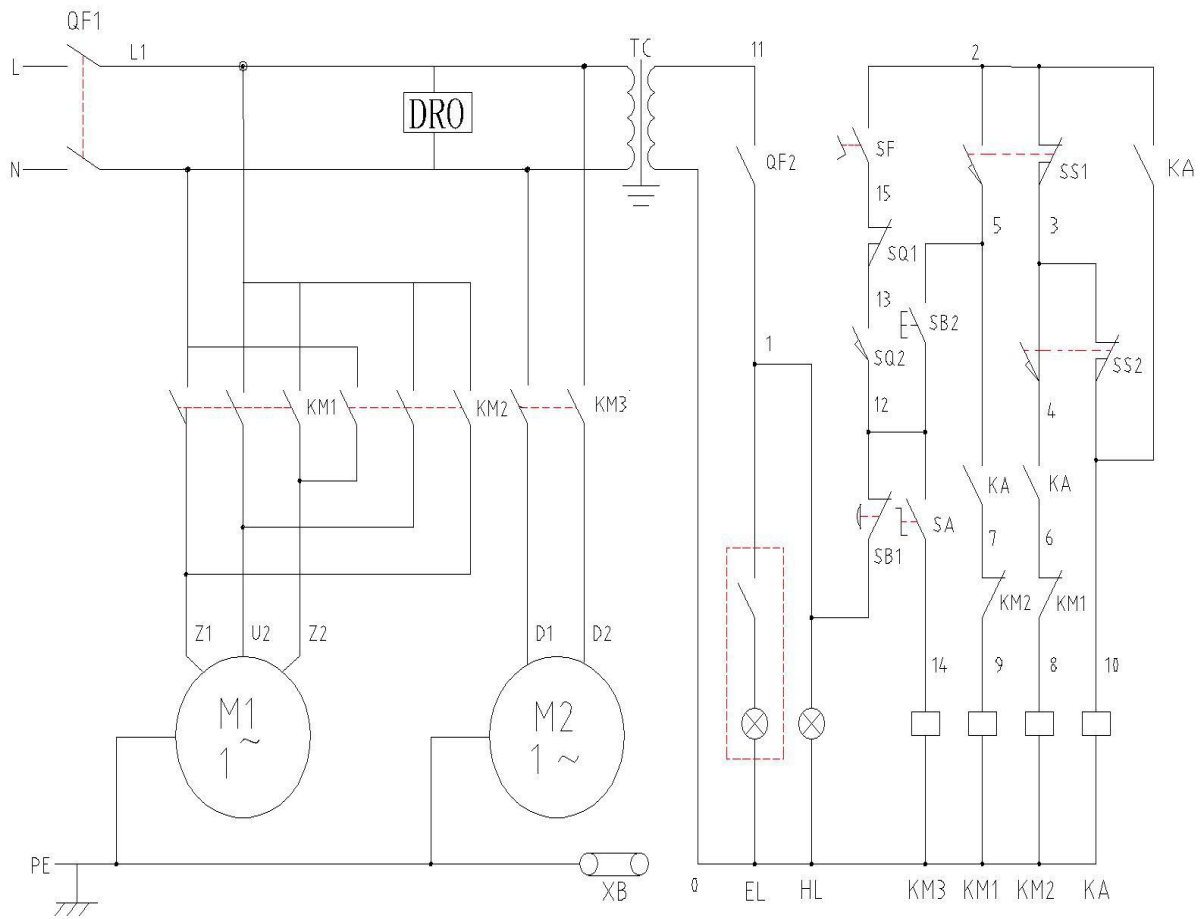 QF1
L1
TC
11
2
L
DRO
N
QF2
SF
SS1
KA
15
5
3
SQ1
13
SB2
1
SQ2
SS2
12
4
KM1
KM2
KM3
KA
KA
SA
SB1
7
6
KM2
KM1
Z1
U2
Z2
D1
D2
14
9
8
10
M1
1~
M2
1~
PE
XB
0
EL
HL
KM3
KM1
KM2
KA